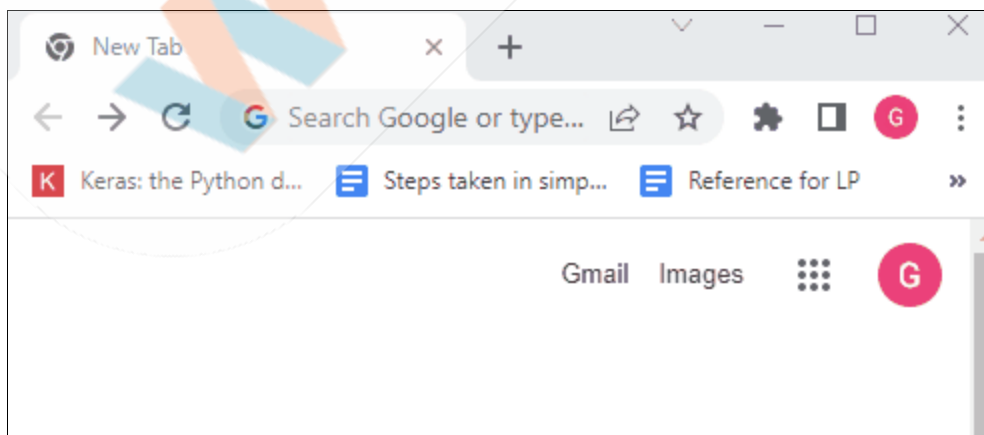 New Tab
G Search Google or type... G
K Keras: the Python d... Steps taken in simp... Reference for LP »
Gmail Images G